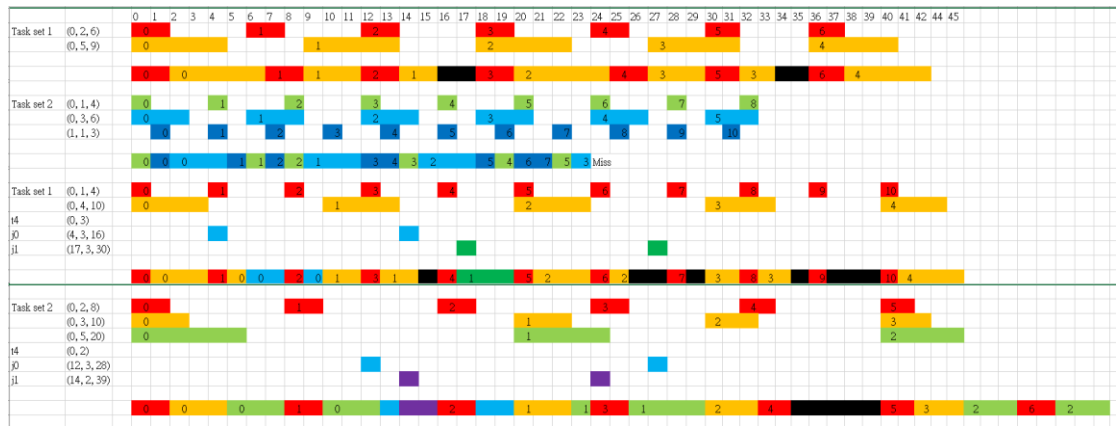 0 1 2 3 4 5 6 7 8 9 10 11 12 13 14 15 16 17 18 19 20 21 22 23 24 25 26 27 28 29 30 31 32 33 34 35 36 37 38 39 40 41 42 44 45
Task set 1 (0, 2, 6) 0 1 2 3 4 5 6
(0, 5, 9) 0 1 2 3 4
0 0 1 1 2 1 3 2 4 3 5 3 6 4
Task set 2 (0, 1, 4) 0 1 2 3 4 5 6 7 8
(0, 3, 6) 0 1 2 3 4 5
(1, 1, 3) 0 1 2 3 4 5 6 7 8 9 10
0 0 0 1 1 2 2 1 3 4 3 2 5 4 6 7 5 3 Miss
Task set 1 (0, 1, 4) 0 1 2 3 4 5 6 7 8 9 10
(0, 4, 10) 0 1 2 3 4
t4 (0, 3)
j0 (4, 3, 16)
j1 (17, 3, 30)
0 0 1 0 0 2 0 1 3 1 4 1 5 2 6 2 7 3 8 3 9 10 4
Task set 2 (0, 2, 8) 0 1 2 3 4 5
(0, 3, 10) 0 1 2 3
(0, 5, 20) 0 1 2
t4 (0, 2)
j0 (12, 3, 28)
j1 (14, 2, 39)
0 0 0 1 0 2 1 1 3 1 2 4 5 3 2 6 2